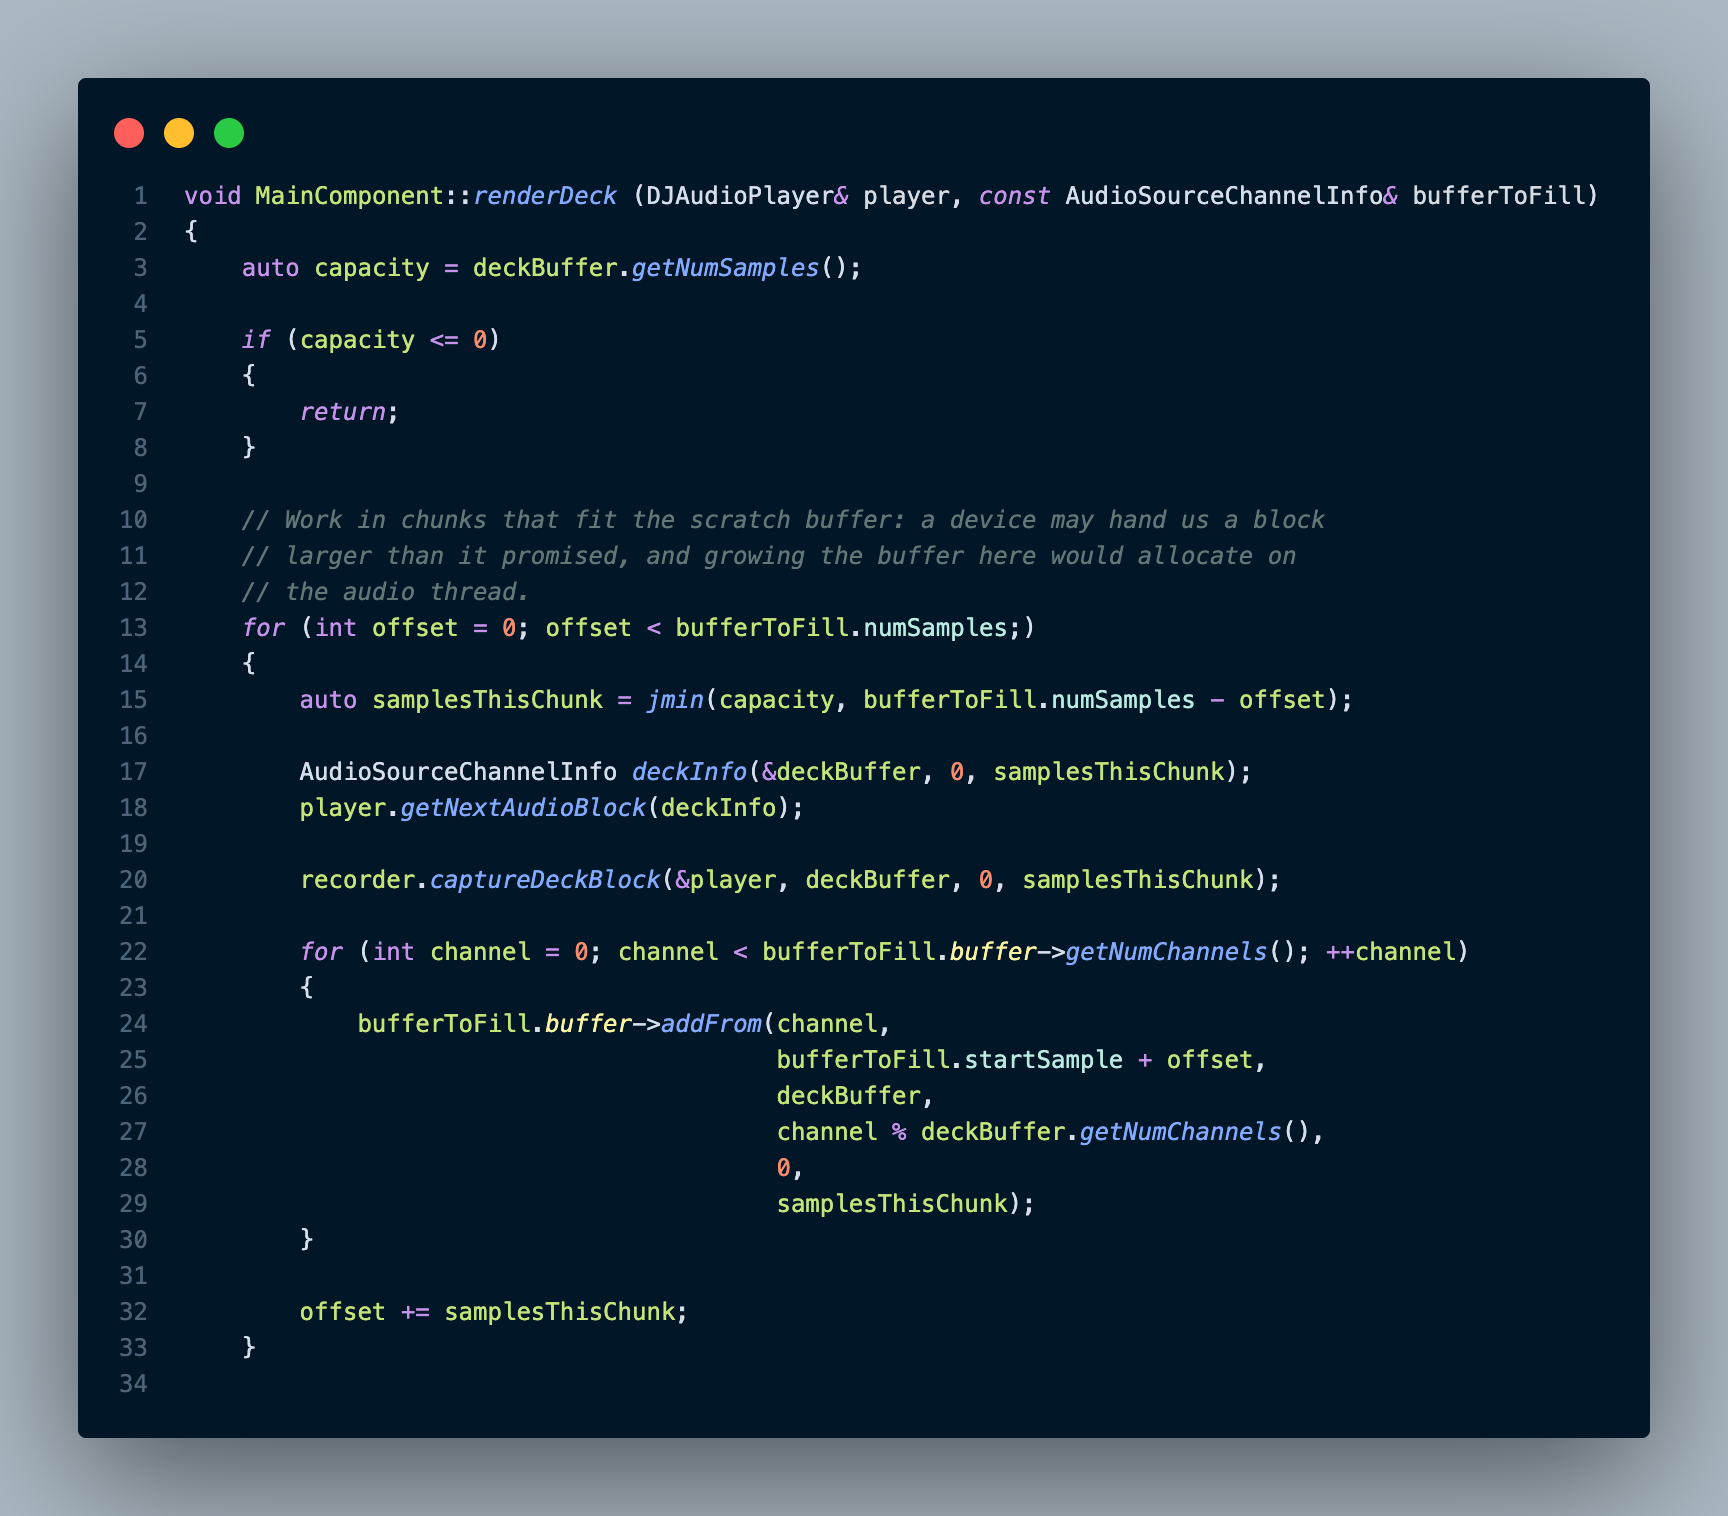 1 void MainComponent::renderDeck (DJAudioPlayer& player, const AudioSourceChannelInfo& bufferToFill)
2 {
3     auto capacity = deckBuffer.getNumSamples();
4
5     if (capacity <= 0)
6     {
7         return;
8     }
9
10     // Work in chunks that fit the scratch buffer: a device may hand us a block
11     // larger than it promised, and growing the buffer here would allocate on
12     // the audio thread.
13     for (int offset = 0; offset < bufferToFill.numSamples;)
14     {
15         auto samplesThisChunk = jmin(capacity, bufferToFill.numSamples - offset);
16
17         AudioSourceChannelInfo deckInfo(&deckBuffer, 0, samplesThisChunk);
18         player.getNextAudioBlock(deckInfo);
19
20         recorder.captureDeckBlock(&player, deckBuffer, 0, samplesThisChunk);
21
22         for (int channel = 0; channel < bufferToFill.buffer->getNumChannels(); ++channel)
23         {
24             bufferToFill.buffer->addFrom(channel,
25                                          bufferToFill.startSample + offset,
26                                          deckBuffer,
27                                          channel % deckBuffer.getNumChannels(),
28                                          0,
29                                          samplesThisChunk);
30         }
31
32         offset += samplesThisChunk;
33     }
34